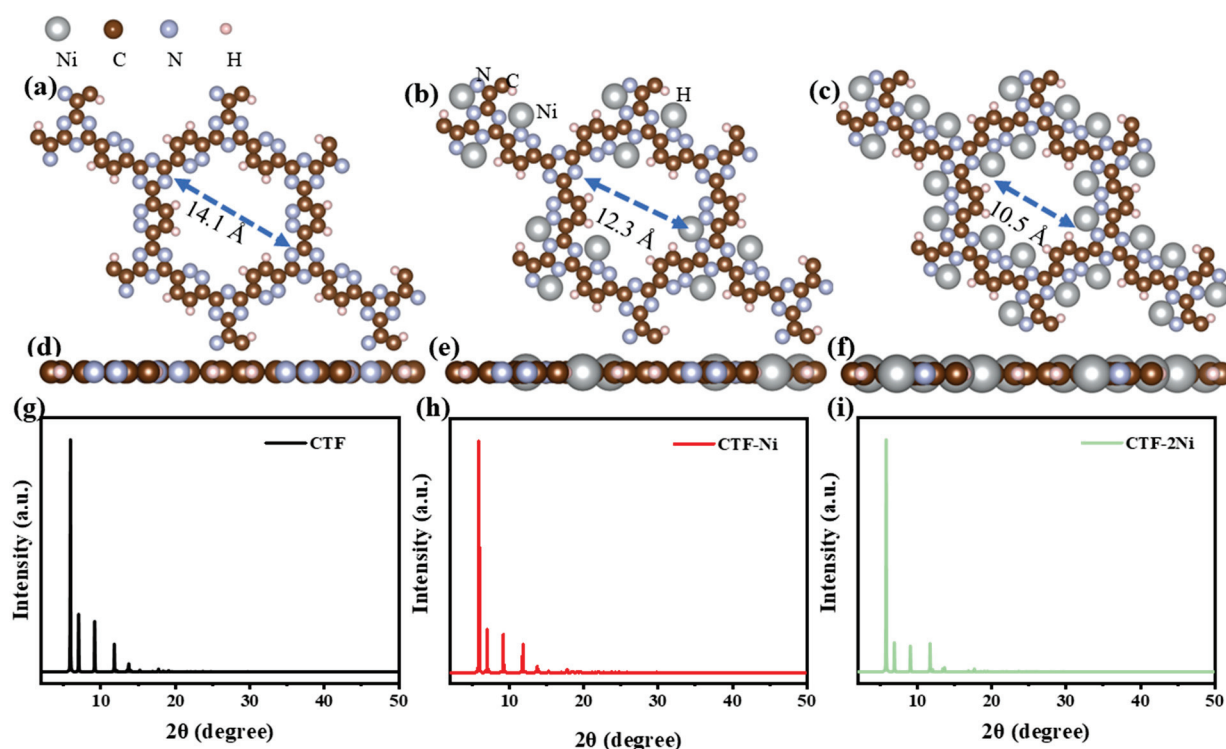 Ni C N H
(a)
14.1 Å
(b)
N
C
H
Ni
12.3 Å
(c)
10.5 Å
(d)
(e)
(f)
(g)
CTF
Intensity (a.u.)
10 20 30 40 50
2θ (degree)
(h)
CTF-Ni
Intensity (a.u.)
10 20 30 40 50
2θ (degree)
(i)
CTF-2Ni
Intensity (a.u.)
10 20 30 40 50
2θ (degree)